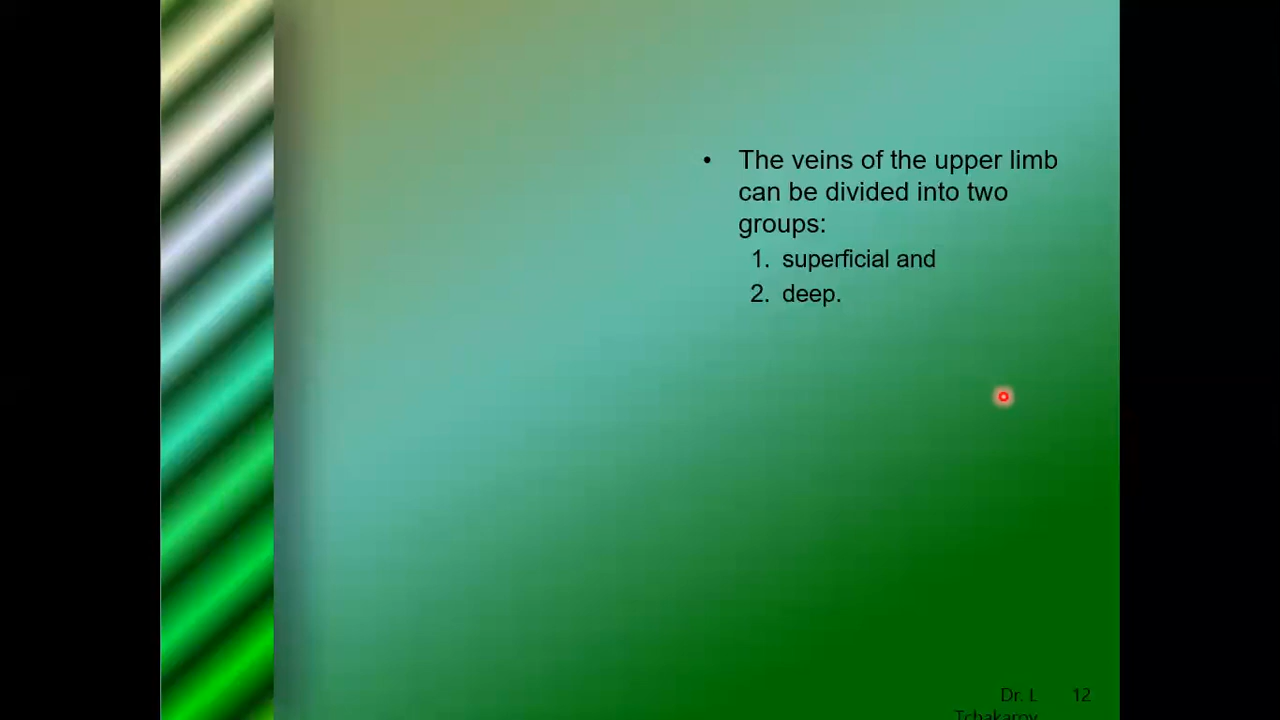 • The veins of the upper limb
can be divided into two
groups:
1. superficial and
2. deep.
Dr. L 12
Tchakarov